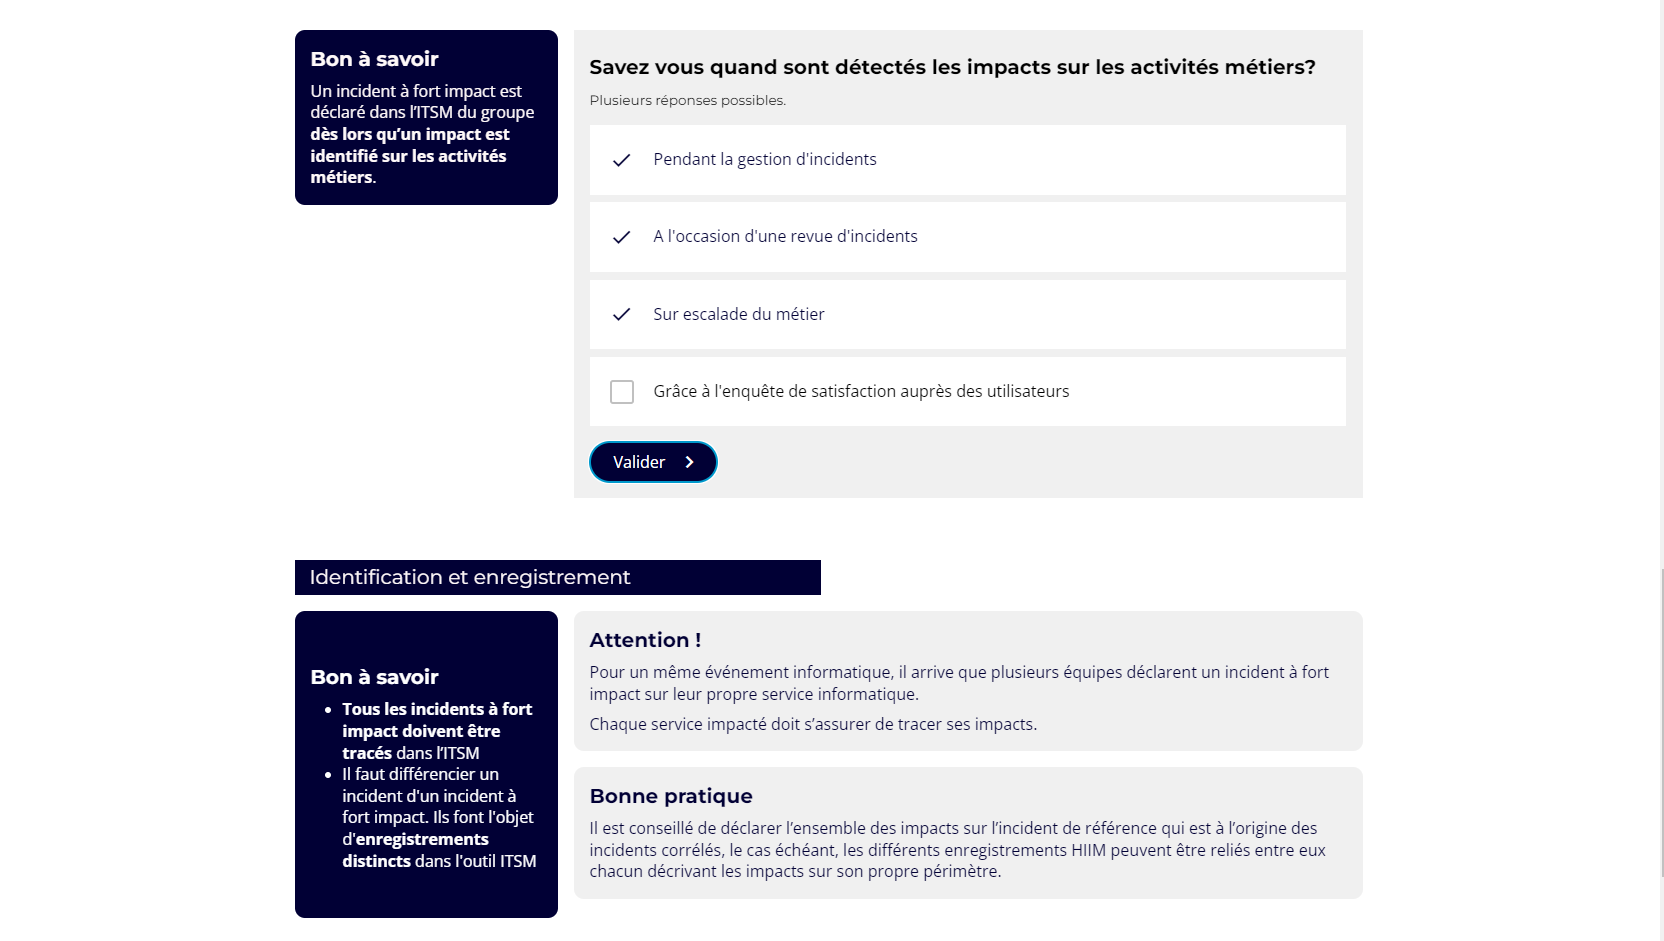 Bon à savoir
Un incident à fort impact est
déclaré dans l’ITSM du groupe
dès lors qu’un impact est
identifié sur les activités
métiers.
Savez vous quand sont détectés les impacts sur les activités métiers?
Plusieurs réponses possibles.
Pendant la gestion d'incidents
A l'occasion d'une revue d'incidents
Sur escalade du métier
Grâce à l'enquête de satisfaction auprès des utilisateurs
Valider
Identification et enregistrement
Bon à savoir
• Tous les incidents à fort
impact doivent être
tracés dans l’ITSM
• Il faut différencier un
incident d'un incident à
fort impact. Ils font l'objet
d'enregistrements
distincts dans l'outil ITSM
Attention !
Pour un même événement informatique, il arrive que plusieurs équipes déclarent un incident à fort
impact sur leur propre service informatique.
Chaque service impacté doit s’assurer de tracer ses impacts.
Bonne pratique
Il est conseillé de déclarer l’ensemble des impacts sur l’incident de référence qui est à l’origine des
incidents corrélés, le cas échéant, les différents enregistrements HIIM peuvent être reliés entre eux
chacun décrivant les impacts sur son propre périmètre.